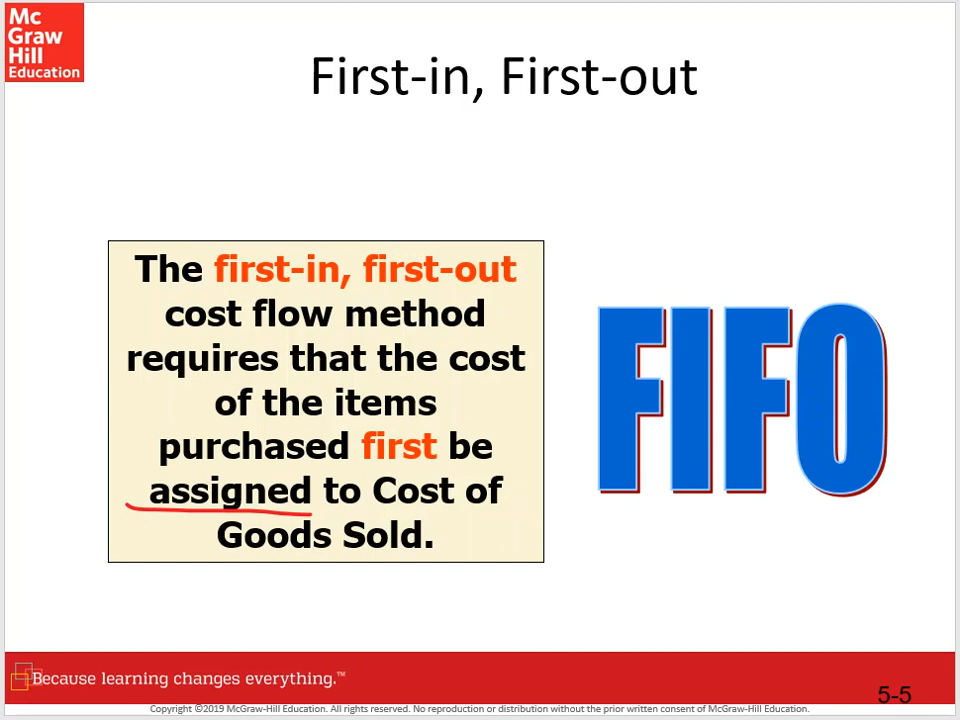 Mc
Graw
Hill
Education
First-in, First-out
The first-in, first-out
cost flow method
requires that the cost
of the items
purchased first be
assigned to Cost of
Goods Sold.
FIFO
Because learning changes everything.™
5-5
Copyright ©2019 McGraw-Hill Education. All rights reserved. No reproduction or distribution without the prior written consent of McGraw-Hill Education.